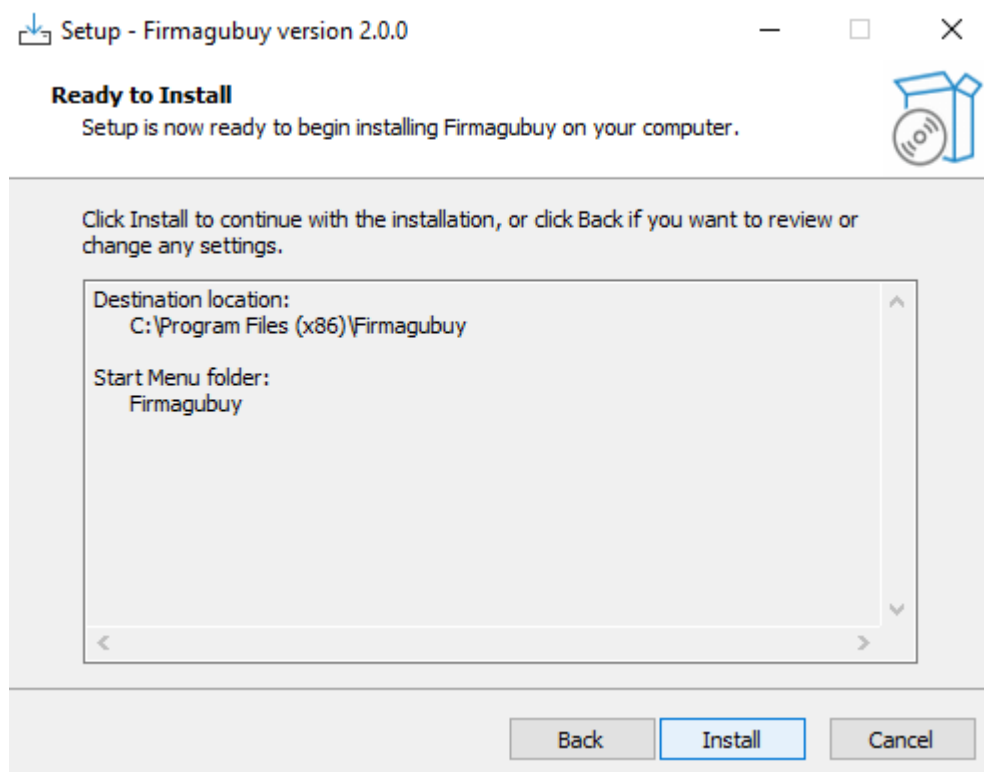 Setup - Firmagubuy version 2.0.0
Ready to Install
Setup is now ready to begin installing Firmagubuy on your computer.
Click Install to continue with the installation, or click Back if you want to review or
change any settings.
Destination location:
C:\Program Files (x86)\Firmagubuy
Start Menu folder:
Firmagubuy
Back Install Cancel